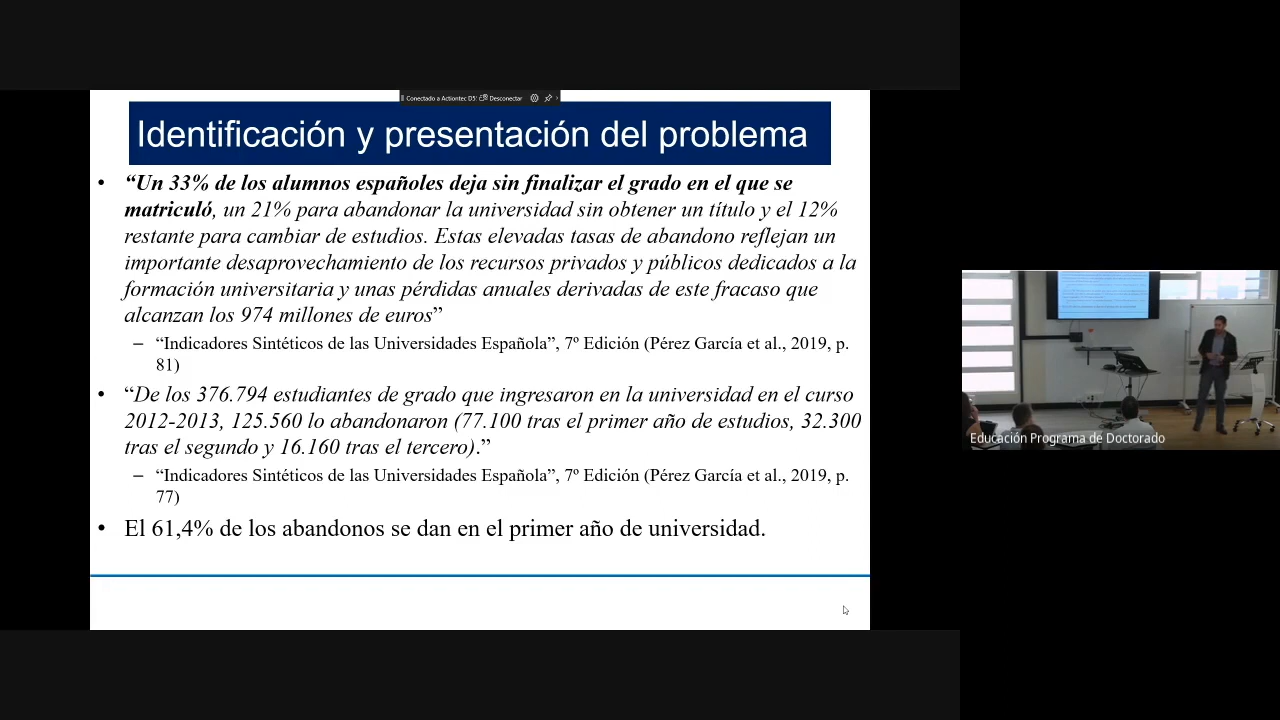 Conectado a Actiontec D5: Desconectar
Identificación y presentación del problema
• “Un 33% de los alumnos españoles deja sin finalizar el grado en el que se
matriculó, un 21% para abandonar la universidad sin obtener un título y el 12%
restante para cambiar de estudios. Estas elevadas tasas de abandono reflejan un
importante desaprovechamiento de los recursos privados y públicos dedicados a la
formación universitaria y unas pérdidas anuales derivadas de este fracaso que
alcanzan los 974 millones de euros”
– “Indicadores Sintéticos de las Universidades Española”, 7º Edición (Pérez García et al., 2019, p.
81)
• “De los 376.794 estudiantes de grado que ingresaron en la universidad en el curso
2012-2013, 125.560 lo abandonaron (77.100 tras el primer año de estudios, 32.300
tras el segundo y 16.160 tras el tercero).”
– “Indicadores Sintéticos de las Universidades Española”, 7º Edición (Pérez García et al., 2019, p.
77)
• El 61,4% de los abandonos se dan en el primer año de universidad.
Educación Programa de Doctorado